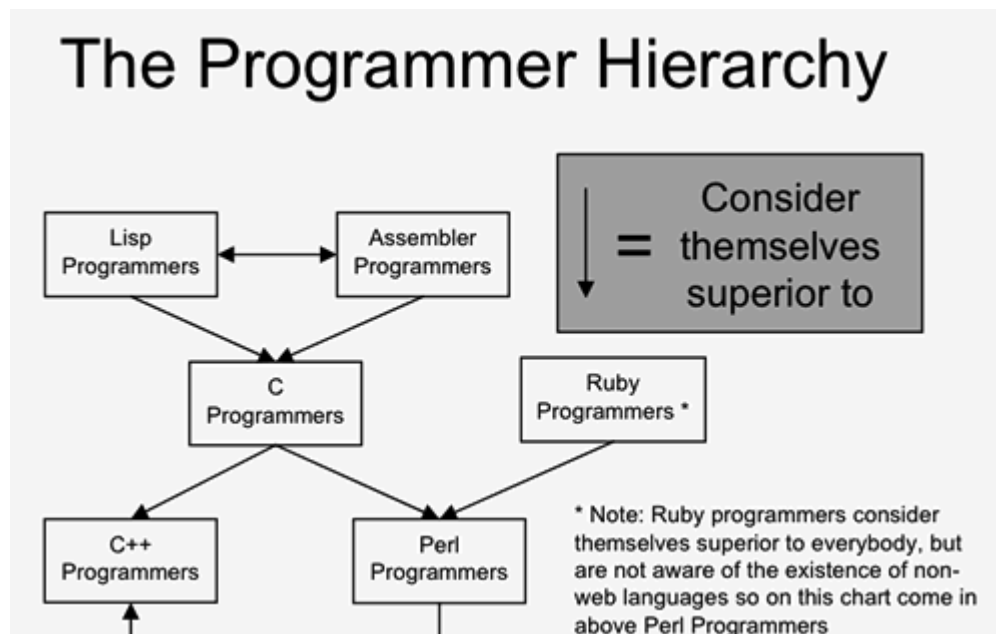 The Programmer Hierarchy
Consider
themselves
superior to
=
Lisp
Programmers
Assembler
Programmers
C
Programmers
Ruby
Programmers *
C++
Programmers
Perl
Programmers
* Note: Ruby programmers consider
themselves superior to everybody, but
are not aware of the existence of non-
web languages so on this chart come in
above Perl Programmers